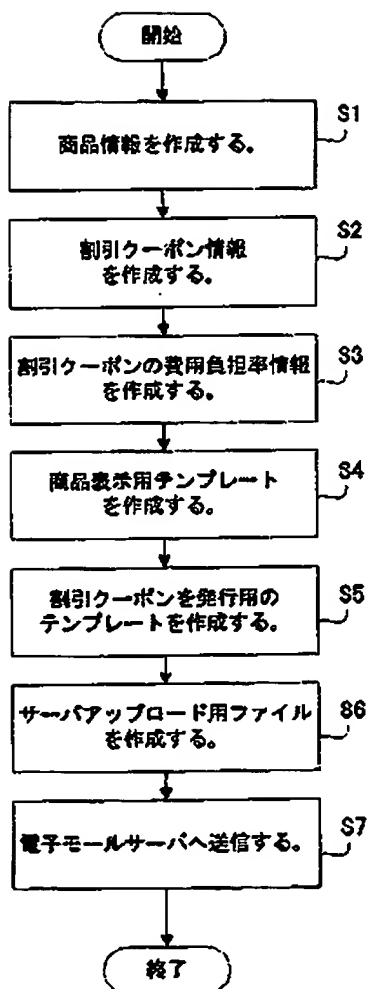 開始
S1
商品情報を作成する。
S2
割引クーポン情報
を作成する。
S3
割引クーポンの費用負担率情報
を作成する。
S4
商品表示用テンプレート
を作成する。
S5
割引クーポンを発行用の
テンプレートを作成する。
S6
サーバアップロード用ファイル
を作成する。
S7
電子モールサーバへ送信する。
終了